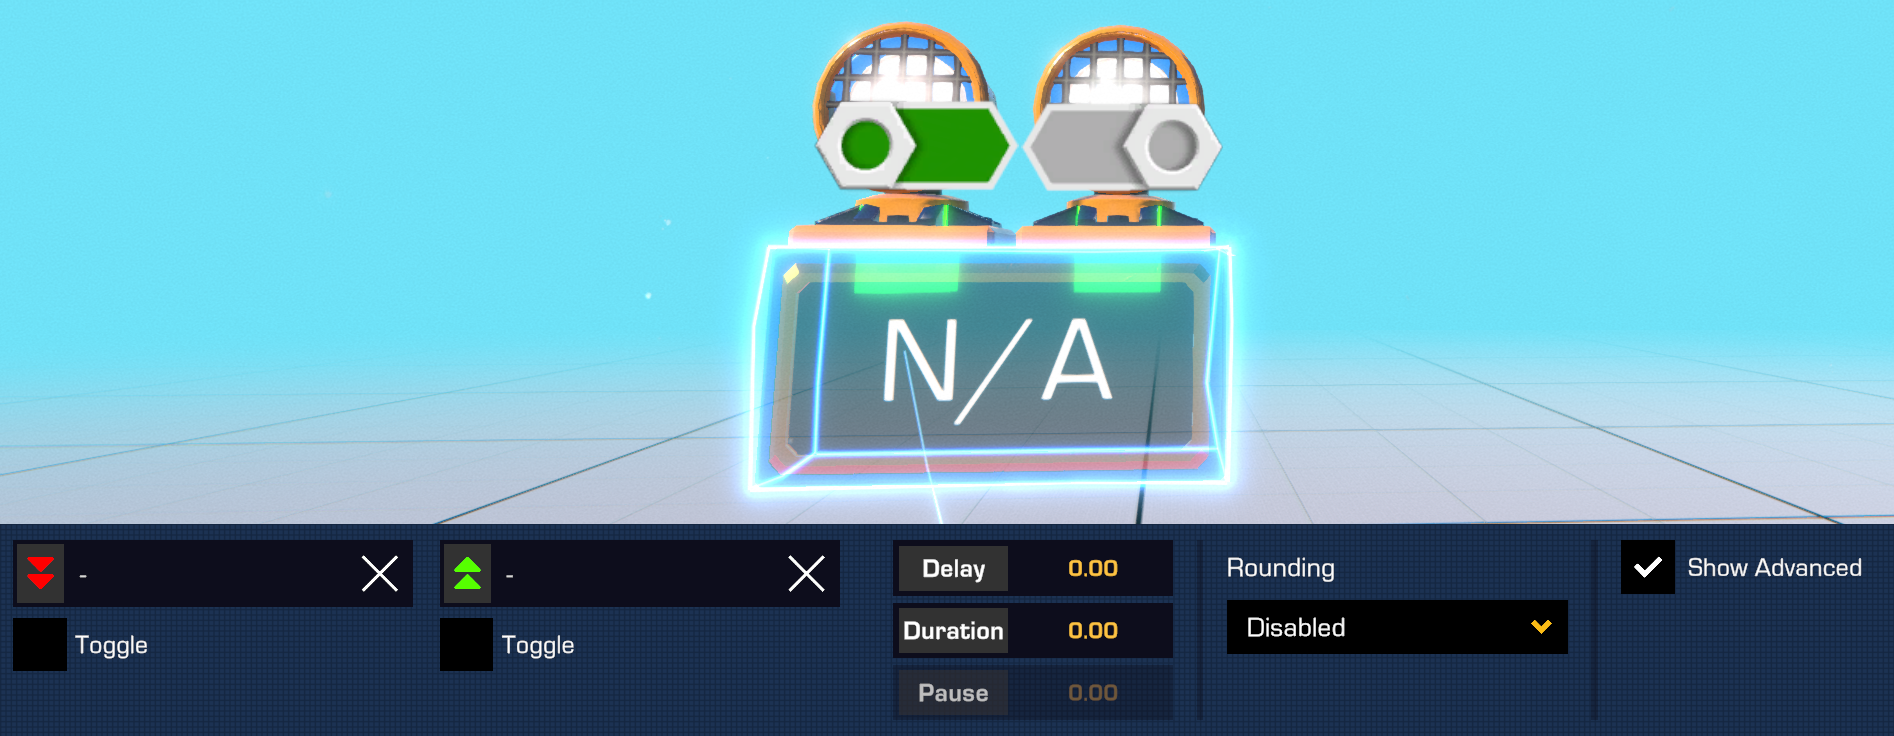 N/A
-
-
Toggle
Toggle
Delay 0.00
Duration 0.00
Pause 0.00
Rounding
Disabled
Show Advanced